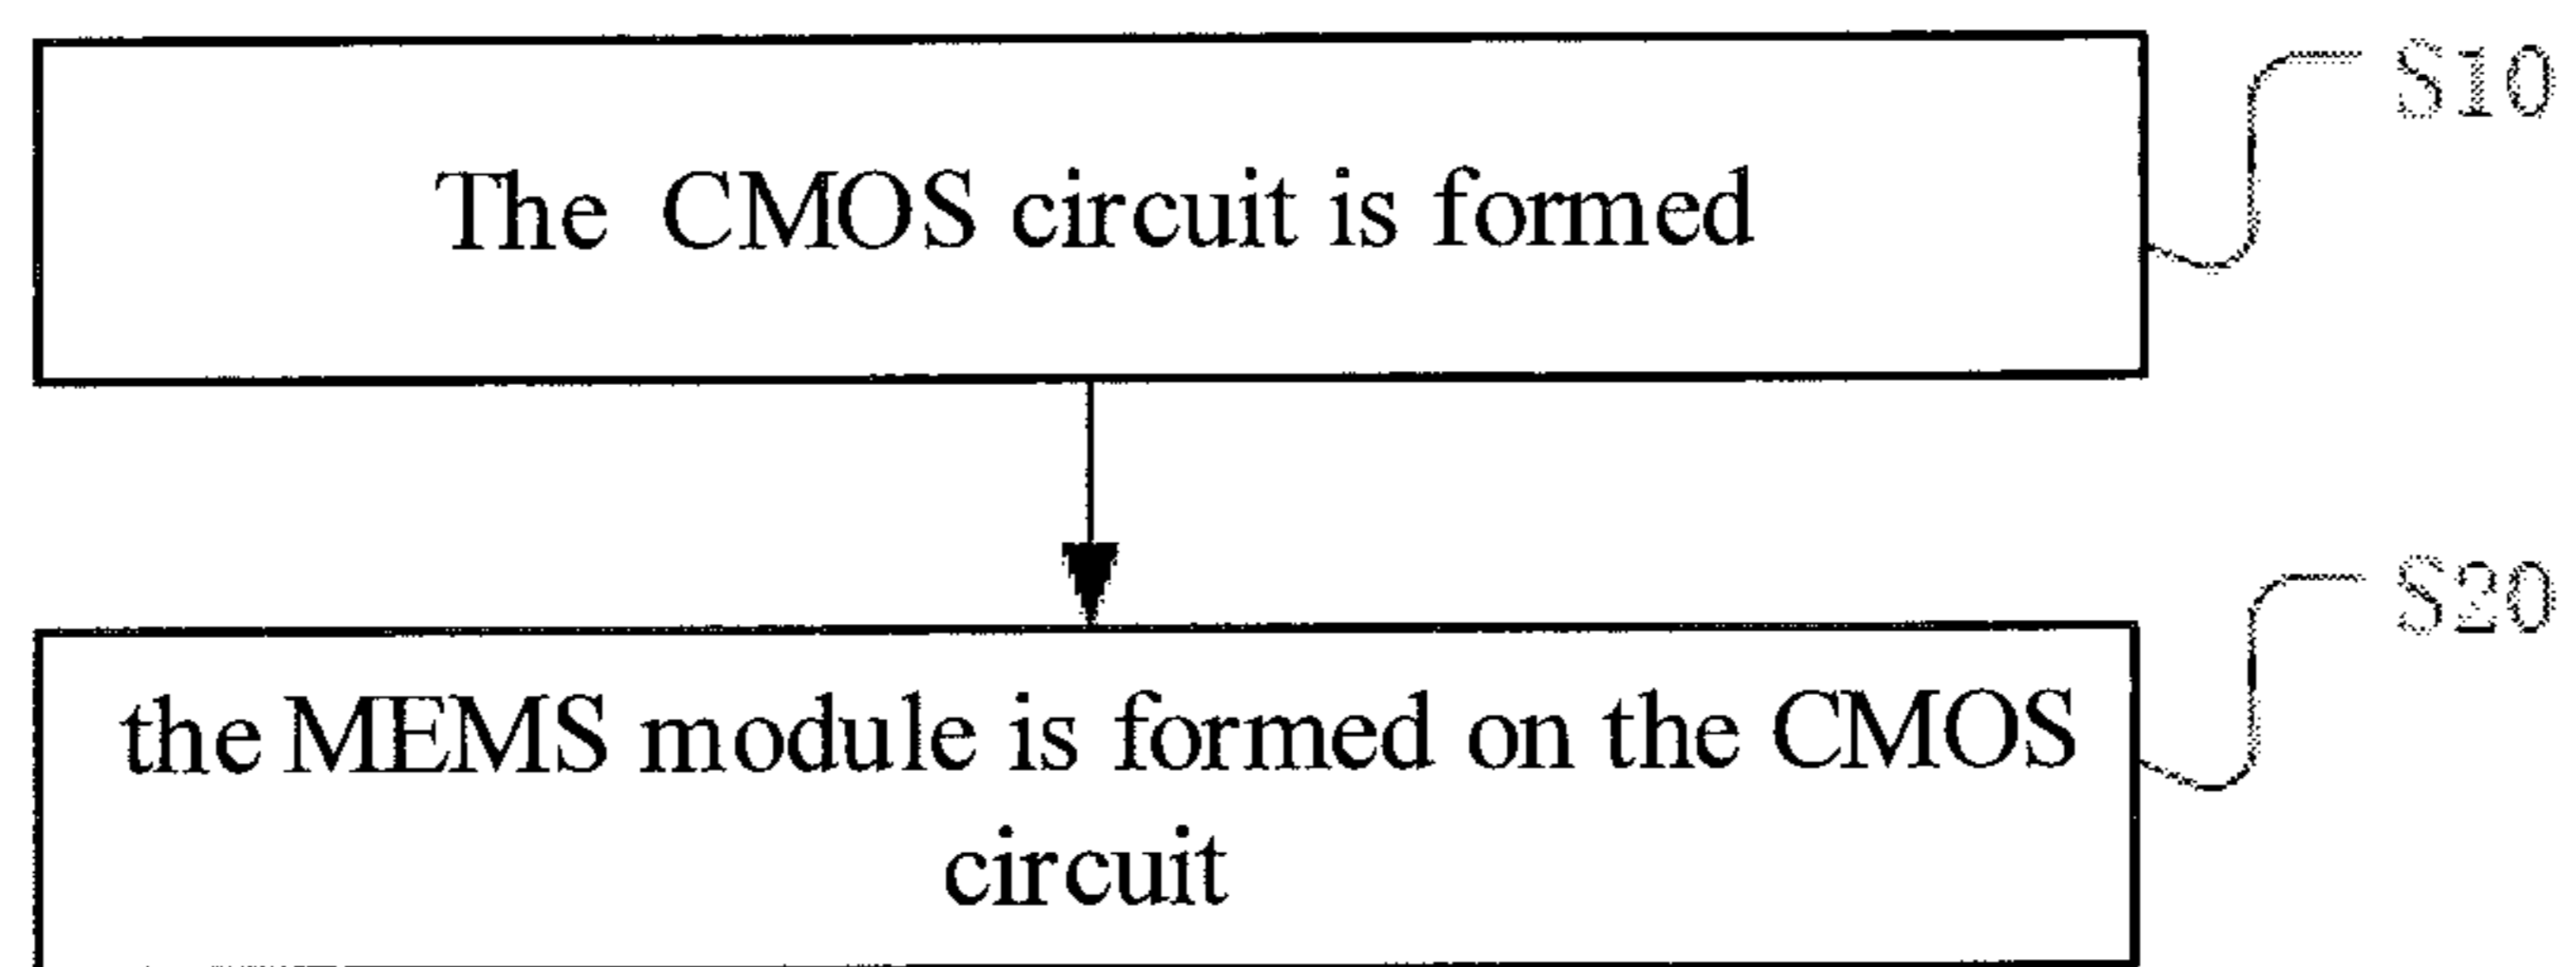 The CMOS circuit is formed
S10
the MEMS module is formed on the CMOS
circuit
S20